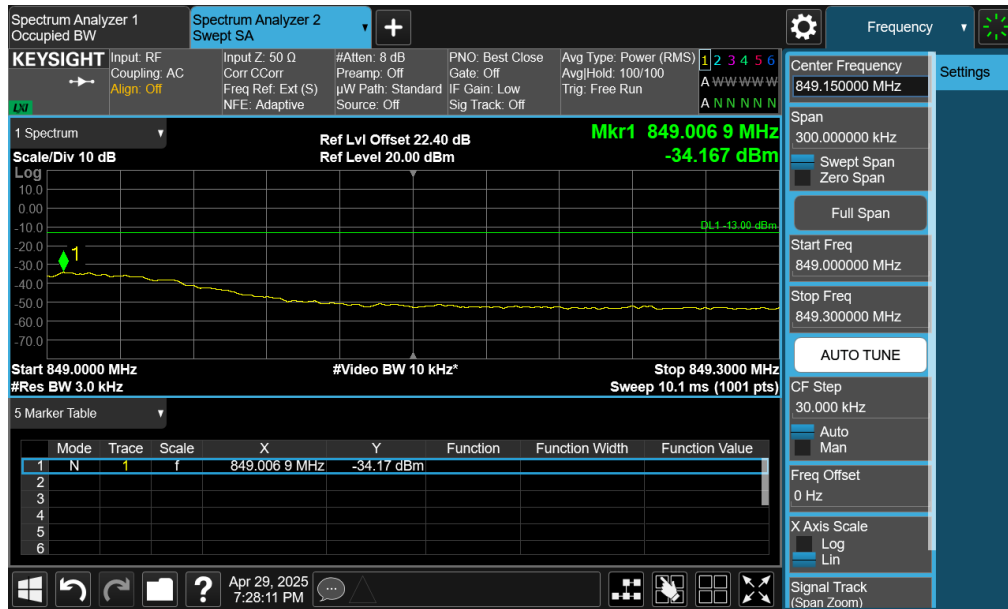 Spectrum Analyzer 1
Occupied BW
Spectrum Analyzer 2
Swept SA
Frequency
KEYSIGHT
LXI
Input: RF
Coupling: AC
Align: Off
Input Z: 50 Ω
Corr CCorr
Freq Ref: Ext (S)
NFE: Adaptive
#Atten: 8 dB
Preamp: Off
µW Path: Standard
Source: Off
PNO: Best Close
Gate: Off
IF Gain: Low
Sig Track: Off
Avg Type: Power (RMS)
Avg|Hold: 100/100
Trig: Free Run
1 2 3 4 5 6
A W W W W W
A N N N N N
1 Spectrum
Scale/Div 10 dB
Ref Lvl Offset 22.40 dB
Ref Level 20.00 dBm
Mkr1 849.006 9 MHz
-34.167 dBm
Log
10.0
0.00
-10.0
-20.0
-30.0
-40.0
-50.0
-60.0
-70.0
1
DL1 -13.00 dBm
Start 849.0000 MHz
#Video BW 10 kHz*
Stop 849.3000 MHz
#Res BW 3.0 kHz
Sweep 10.1 ms (1001 pts)
5 Marker Table
Mode Trace Scale X Y Function Function Width Function Value
1 N 1 f 849.006 9 MHz -34.17 dBm
2
3
4
5
6
Center Frequency
849.150000 MHz
Settings
Span
300.000000 kHz
Swept Span
Zero Span
Full Span
Start Freq
849.000000 MHz
Stop Freq
849.300000 MHz
AUTO TUNE
CF Step
30.000 kHz
Auto
Man
Freq Offset
0 Hz
X Axis Scale
Log
Lin
Signal Track
(Span Zoom)
?
Apr 29, 2025
7:28:11 PM